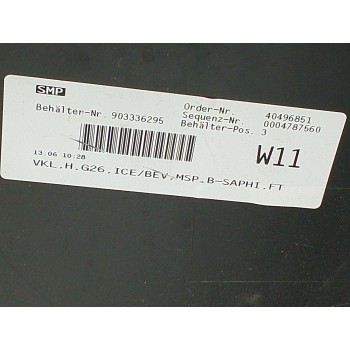 SMP
Behälter-Nr. 903336295
Order-Nr. 40496851
Sequenz-Nr. 0004787560
Behälter-Pos. 3
W11
13.06 10:28
VKL.H.G26.ICE/BEV.MSP.B-SAPHI.FT